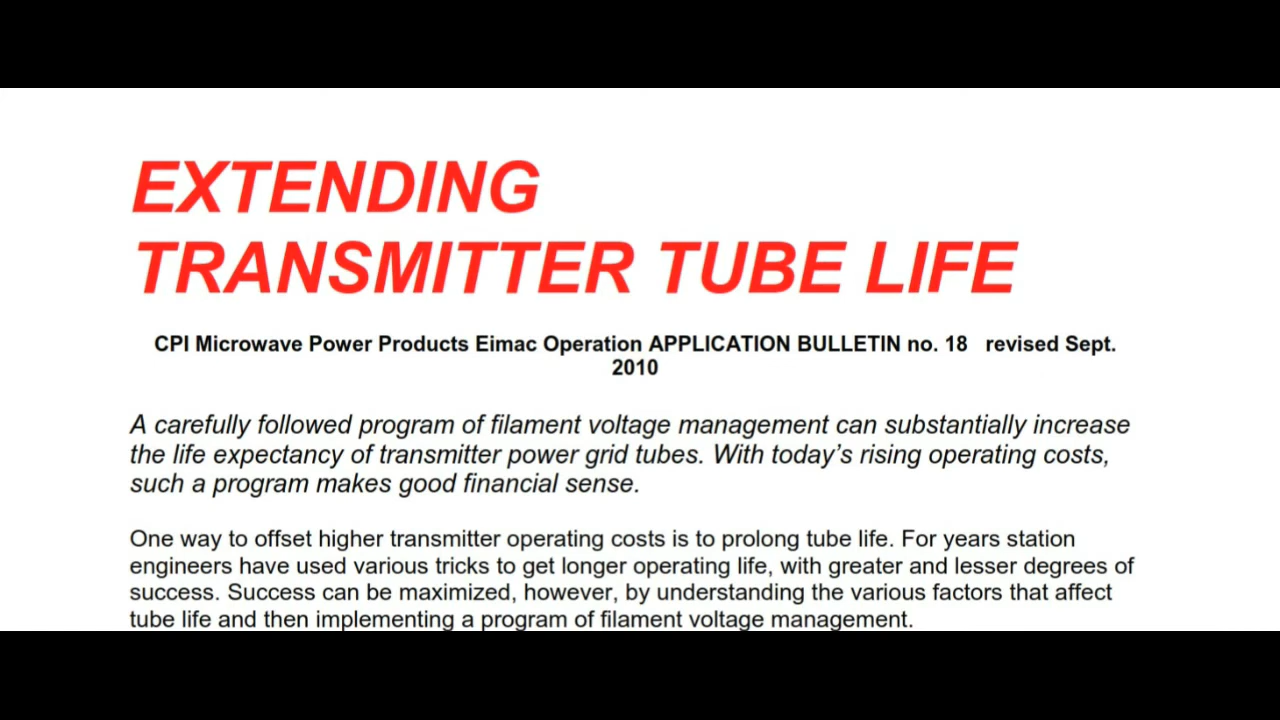 EXTENDING
TRANSMITTER TUBE LIFE
CPI Microwave Power Products Eimac Operation APPLICATION BULLETIN no. 18 revised Sept.
2010
A carefully followed program of filament voltage management can substantially increase
the life expectancy of transmitter power grid tubes. With today’s rising operating costs,
such a program makes good financial sense.
One way to offset higher transmitter operating costs is to prolong tube life. For years station
engineers have used various tricks to get longer operating life, with greater and lesser degrees of
success. Success can be maximized, however, by understanding the various factors that affect
tube life and then implementing a program of filament voltage management.